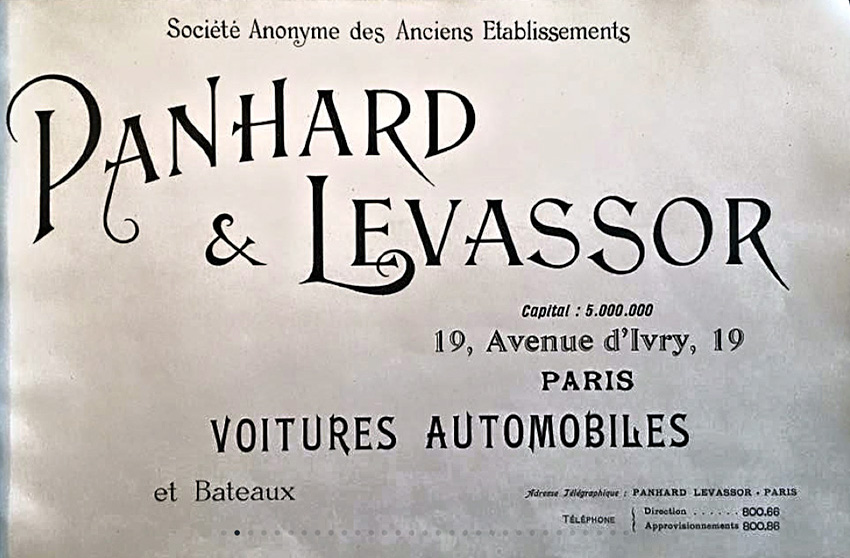 Société Anonyme des Anciens Etablissements
PANHARD
& LEVASSOR
Capital : 5.000.000
19, Avenue d'Ivry, 19
PARIS
VOITURES AUTOMOBILES
et Bateaux
Adresse Télégraphique : PANHARD LEVASSOR - PARIS
TÉLÉPHONE { Direction ...... 800.66
Approvisionnements 800.86